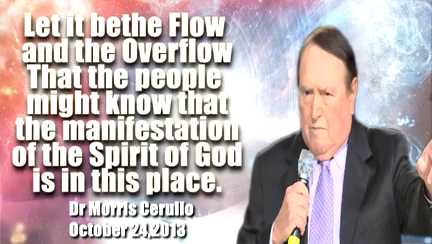 Let it bethe Flow
and the Overflow
That the people
might know that
the manifestation
of the Spirit of God
is in this place.
Dr Morris Cerullo
October 24,2013